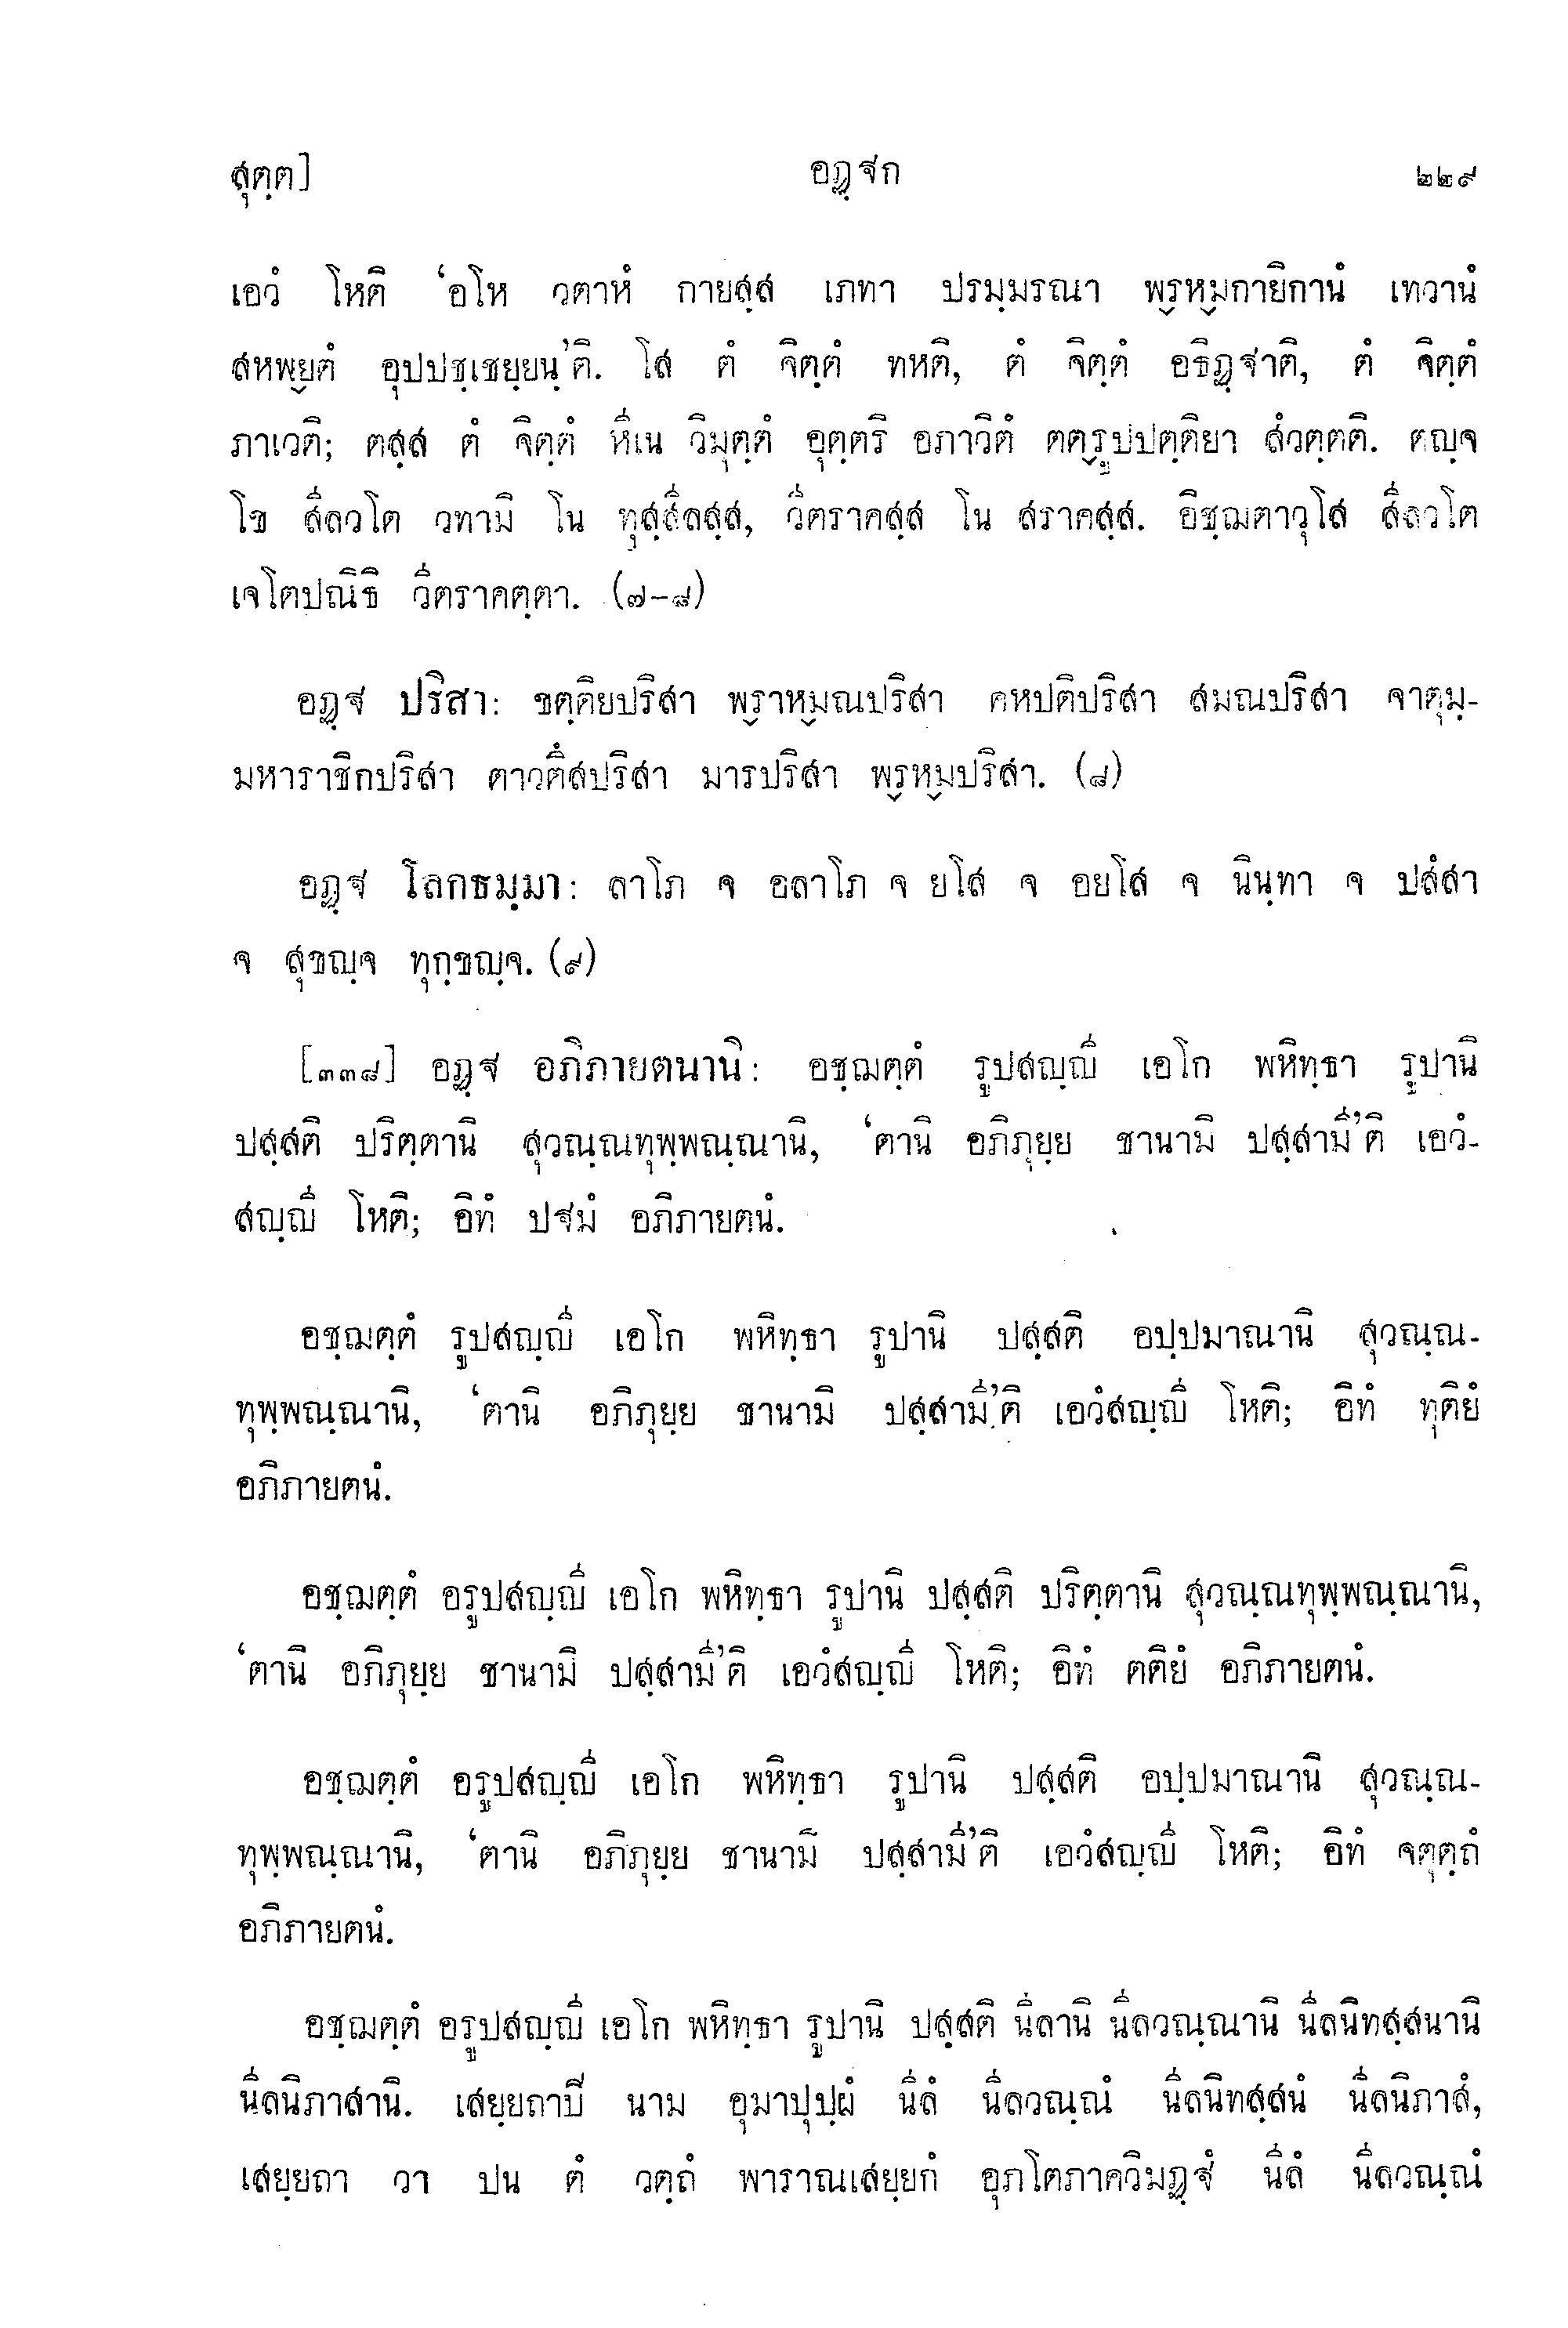 สุตฺต]
อฏฺฐก
๒๒๙
เอวํ โหติ ‘อโห วตาหํ กายสฺส เภทา ปรมฺมรณา พฺ๎รหฺ๎มกายิกานํ เทวานํ
สหพฺ๎ยตํ อุปปชฺเชยฺยนฺ’ติ. โส ตํ จิตฺตํ ทหติ, ตํ จิตฺตํ อธิฏฺฐาติ, ตํ จิตฺตํ
ภาเวติ; ตสฺส ตํ จิตฺตํ หีเน วิมุตฺตํ อุตฺตริ อภาวิตํ ตตฺ๎รูปปตฺติยา สํวตฺตติ. ตญฺจ
โข สีลวโต วทามิ โน ทุสฺสีลสฺส, วีตราคสฺส โน สราคสฺส. อิชฺฌตาวุโส สีลวโต
เจโตปณิธิ วีตราคตฺตา. (๗-๘)
อฏฺฐ ปริสา: ขตฺติยปริสา พฺ๎ราหฺ๎มณปริสา คหปติปริสา สมณปริสา จาตุมฺ-
มหาราชิกปริสา ตาวตึสปริสา มารปริสา พฺ๎รหฺ๎มปริสา. (๘)
อฏฺฐ โลกธมฺมา: ลาโภ จ อลาโภ จ ยโส จ อยโส จ นินฺทา จ ปสํสา
จ สุขญฺจ ทุกฺขญฺจ. (๙)
[๓๓๘] อฏฺฐ อภิภายตนานิ: อชฺฌตฺตํ รูปสญฺญี เอโก พหิทฺธา รูปานิ
ปสฺสติ ปริตฺตานิ สุวณฺณทุพฺพณฺณานิ, ‘ตานิ อภิภุยฺย ชานามิ ปสฺสามี’ติ เอวํ-
สญฺญี โหติ; อิทํ ปฐมํ อภิภายตนํ.
อชฺฌตฺตํ รูปสญฺญี เอโก พหิทฺธา รูปานิ ปสฺสติ อปฺปมาณานิ สุวณฺณ-
ทุพฺพณฺณานิ, ‘ตานิ อภิภุยฺย ชานามิ ปสฺสามี’ติ เอวํสญฺญี โหติ; อิทํ ทุติยํ
อภิภายตนํ.
อชฺฌตฺตํ อรูปสญฺญี เอโก พหิทฺธา รูปานิ ปสฺสติ ปริตฺตานิ สุวณฺณทุพฺพณฺณานิ,
‘ตานิ อภิภุยฺย ชานามิ ปสฺสามี’ติ เอวํสญฺญี โหติ; อิทํ ตติยํ อภิภายตนํ.
อชฺฌตฺตํ อรูปสญฺญี เอโก พหิทฺธา รูปานิ ปสฺสติ อปฺปมาณานิ สุวณฺณ-
ทุพฺพณฺณานิ, ‘ตานิ อภิภุยฺย ชานามิ ปสฺสามี’ติ เอวํสญฺญี โหติ; อิทํ จตุตฺถํ
อภิภายตนํ.
อชฺฌตฺตํ อรูปสญฺญี เอโก พหิทฺธา รูปานิ ปสฺสติ นีลานิ นีลวณฺณานิ นีลนิทสฺสนานิ
นีลนิภาสานิ. เสยฺยถาปี นาม อุมาปุปฺผํ นีลํ นีลวณฺณํ นีลนิทสฺสนํ นีลนิภาสํ,
เสยฺยถา วา ปน ตํ วตฺถํ พาราณเสยฺยกํ อุภโตภาควิมฏฺฐํ นีลํ นีลวณฺณํ